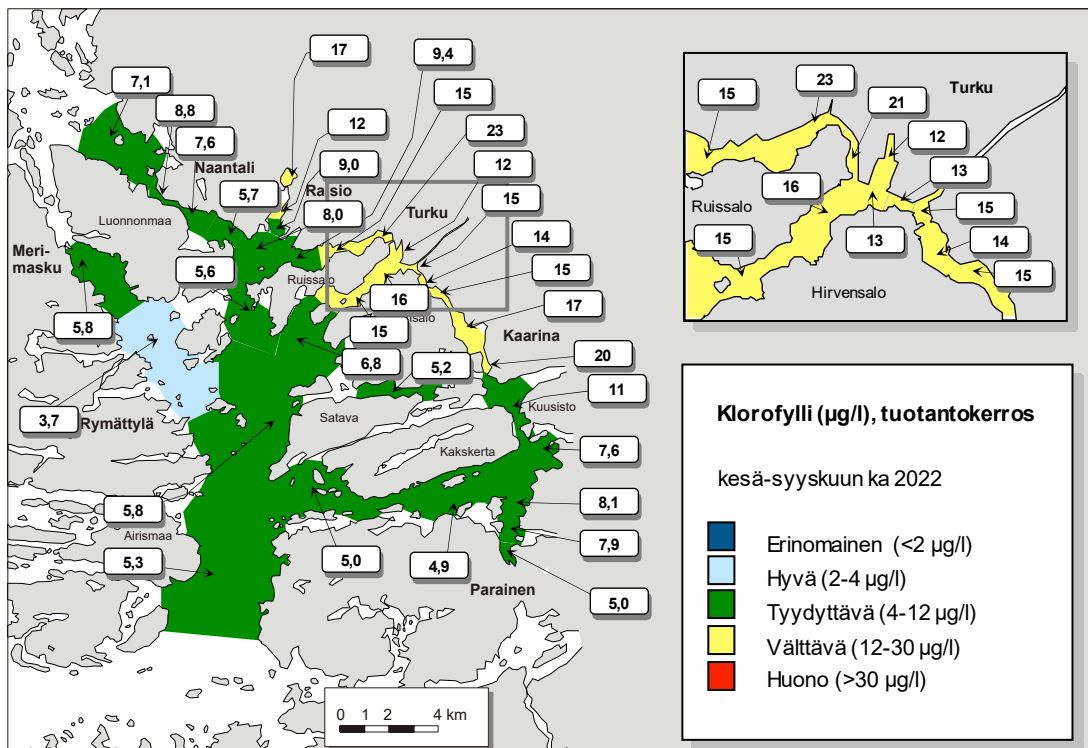 17
9,4
7,1
15
8,8
12
23
7,6
Naantali
9,0
12
5,7
Raisio
8,0
Turku
15
Luonnonmaa
14
Meri-
masku
5,6
Ruissalo
15
16
17
5,8
15
Kaarina
6,8
5,2
20
3,7
Rymättylä
Satava
Kuusisto
11
Kakskerta
7,6
5,8
8,1
Airismaa
5,3
5,0
4,9
7,9
Parainen
5,0
0 1 2 4 km
23
Turku
15
21
12
16
13
Ruissalo
15
15
13
14
Hirvensalo
15
Klorofylli (µg/l), tuotantokerros
kesä-syyskuun ka 2022
Erinomainen (<2 µg/l)
Hyvä (2-4 µg/l)
Tyydyttävä (4-12 µg/l)
Välttävä (12-30 µg/l)
Huono (>30 µg/l)